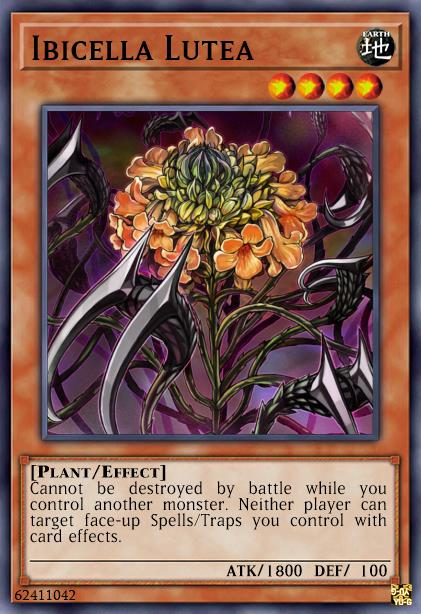 Ibicella Lutea
EARTH
地
[Plant/Effect]
Cannot be destroyed by battle while you
control another monster. Neither player can
target face-up Spells/Traps you control with
card effects.
ATK/1800 DEF/ 100
62411042